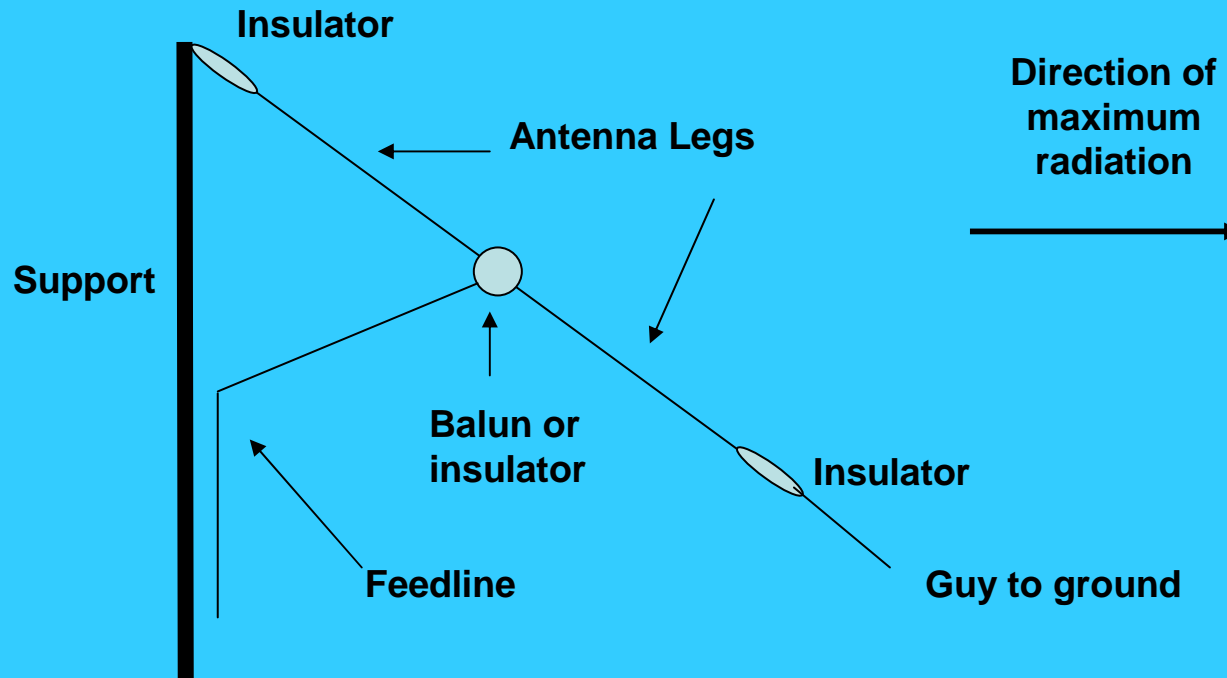 Insulator
Direction of
maximum
radiation
Antenna Legs
Support
Balun or
insulator
Insulator
Feedline
Guy to ground